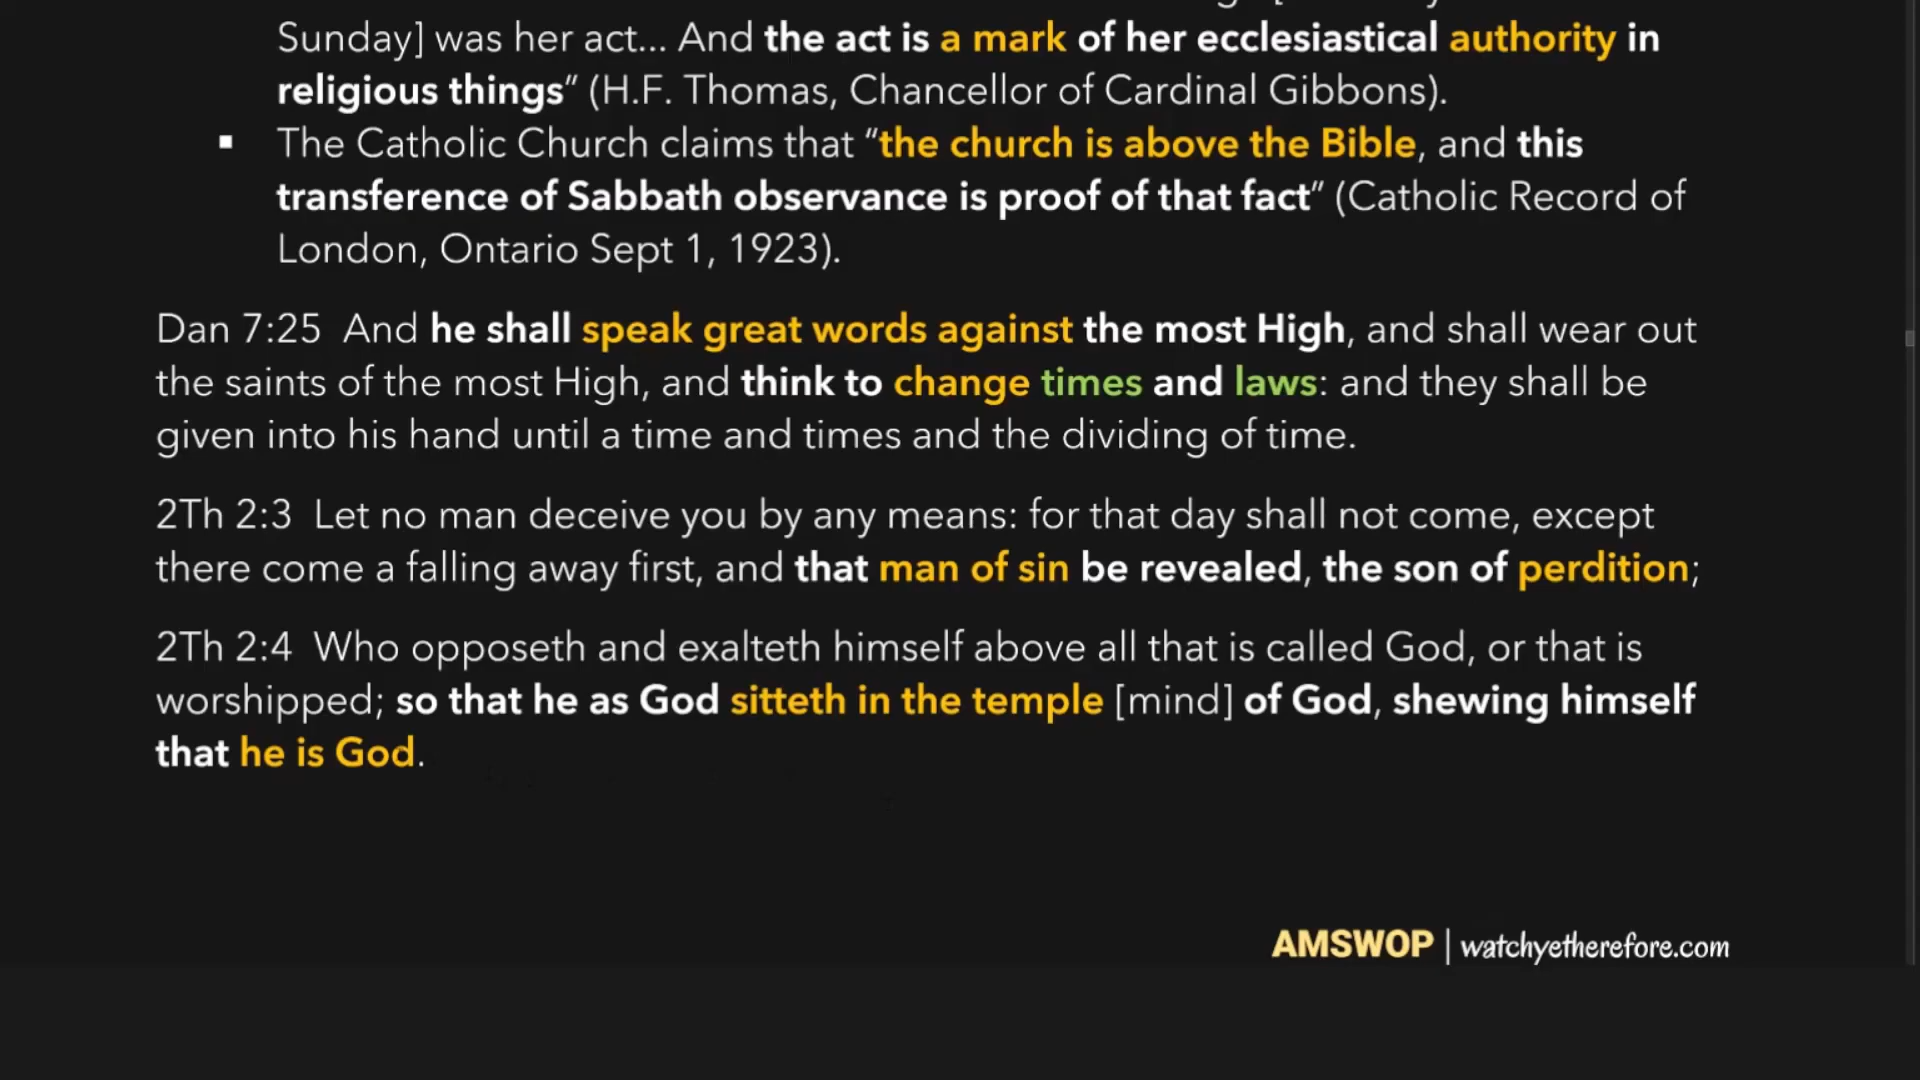 Sunday] was her act... And the act is a mark of her ecclesiastical authority in
religious things” (H.F. Thomas, Chancellor of Cardinal Gibbons).
▪ The Catholic Church claims that “the church is above the Bible, and this
transference of Sabbath observance is proof of that fact” (Catholic Record of
London, Ontario Sept 1, 1923).
Dan 7:25 And he shall speak great words against the most High, and shall wear out
the saints of the most High, and think to change times and laws: and they shall be
given into his hand until a time and times and the dividing of time.
2Th 2:3 Let no man deceive you by any means: for that day shall not come, except
there come a falling away first, and that man of sin be revealed, the son of perdition;
2Th 2:4 Who opposeth and exalteth himself above all that is called God, or that is
worshipped; so that he as God sitteth in the temple [mind] of God, shewing himself
that he is God.
AMSWOP | watchyetherefore.com